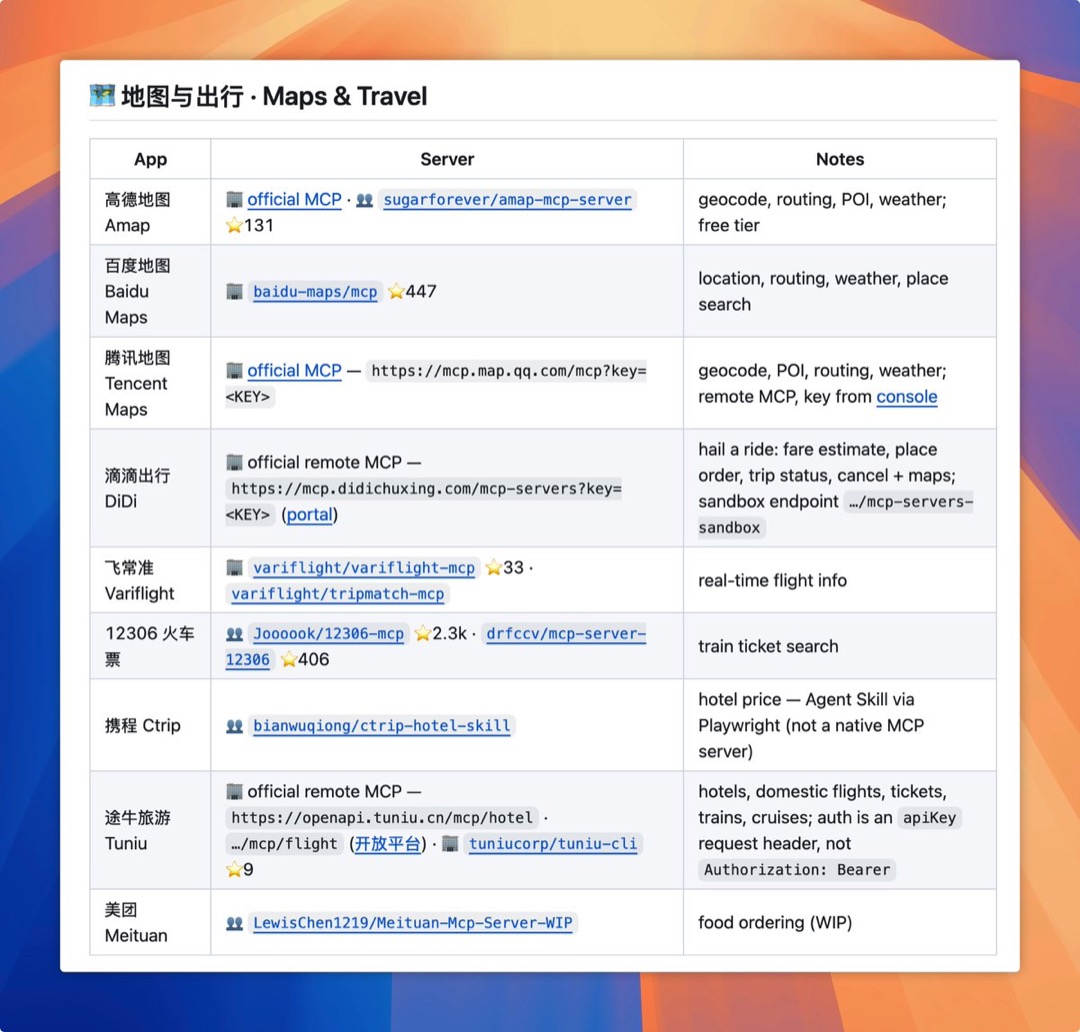 🗺️ 地图与出行 · Maps & Travel
App
Server
Notes
高德地图
Amap
🏢 official MCP · 👥 sugarforever/amap-mcp-server
⭐131
geocode, routing, POI, weather;
free tier
百度地图
Baidu
Maps
🏢 baidu-maps/mcp ⭐447
location, routing, weather, place
search
腾讯地图
Tencent
Maps
🏢 official MCP — https://mcp.map.qq.com/mcp?key=
<KEY>
geocode, POI, routing, weather;
remote MCP, key from console
滴滴出行
DiDi
🏢 official remote MCP —
https://mcp.didichuxing.com/mcp-servers?key=
<KEY> (portal)
hail a ride: fare estimate, place
order, trip status, cancel + maps;
sandbox endpoint …/mcp-servers-
sandbox
飞常准
Variflight
🏢 variflight/variflight-mcp ⭐33 ·
variflight/tripmatch-mcp
real-time flight info
12306 火车
票
👥 Joooook/12306-mcp ⭐2.3k · drfccv/mcp-server-
12306 ⭐406
train ticket search
携程 Ctrip
👥 bianwuqiong/ctrip-hotel-skill
hotel price — Agent Skill via
Playwright (not a native MCP
server)
途牛旅游
Tuniu
🏢 official remote MCP —
https://openapi.tuniu.cn/mcp/hotel ·
…/mcp/flight (开放平台) · 🏢 tuniucorp/tuniu-cli
⭐9
hotels, domestic flights, tickets,
trains, cruises; auth is an apiKey
request header, not
Authorization: Bearer
美团
Meituan
👥 LewisChen1219/Meituan-Mcp-Server-WIP
food ordering (WIP)